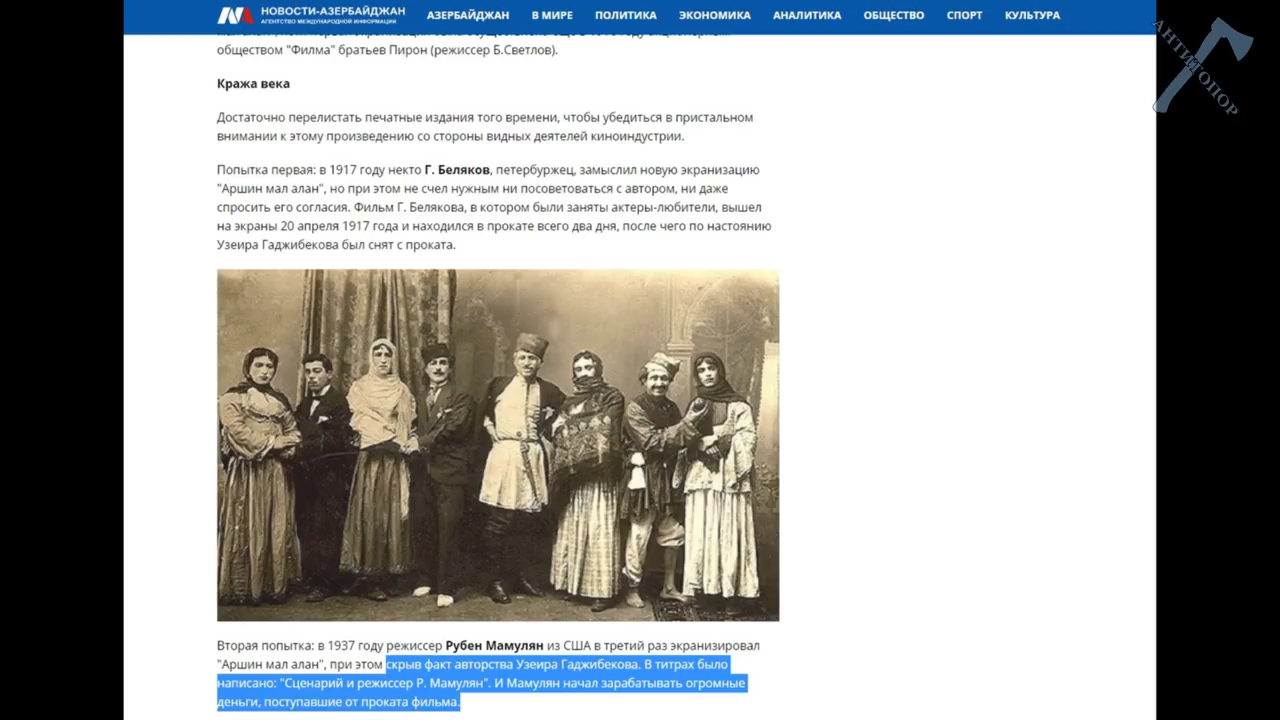 НОВОСТИ-АЗЕРБАЙДЖАН
АГЕНТСТВО МЕЖДУНАРОДНОЙ ИНФОРМАЦИИ
АЗЕРБАЙДЖАН В МИРЕ ПОЛИТИКА ЭКОНОМИКА АНАЛИТИКА ОБЩЕСТВО СПОРТ КУЛЬТУРА
АНТИТОПОР
обществом "Филма" братьев Пирон (режиссер Б.Светлов).
Кража века
Достаточно перелистать печатные издания того времени, чтобы убедиться в пристальном
внимании к этому произведению со стороны видных деятелей киноиндустрии.
Попытка первая: в 1917 году некто Г. Беляков, петербуржец, замыслил новую экранизацию
"Аршин мал алан", но при этом не счел нужным ни посоветоваться с автором, ни даже
спросить его согласия. Фильм Г. Белякова, в котором были заняты актеры-любители, вышел
на экраны 20 апреля 1917 года и находился в прокате всего два дня, после чего по настоянию
Узеира Гаджибекова был снят с проката.
Вторая попытка: в 1937 году режиссер Рубен Мамулян из США в третий раз экранизировал
"Аршин мал алан", при этом скрыв факт авторства Узеира Гаджибекова. В титрах было
написано: "Сценарий и режиссер Р. Мамулян". И Мамулян начал зарабатывать огромные
деньги, поступавшие от проката фильма.